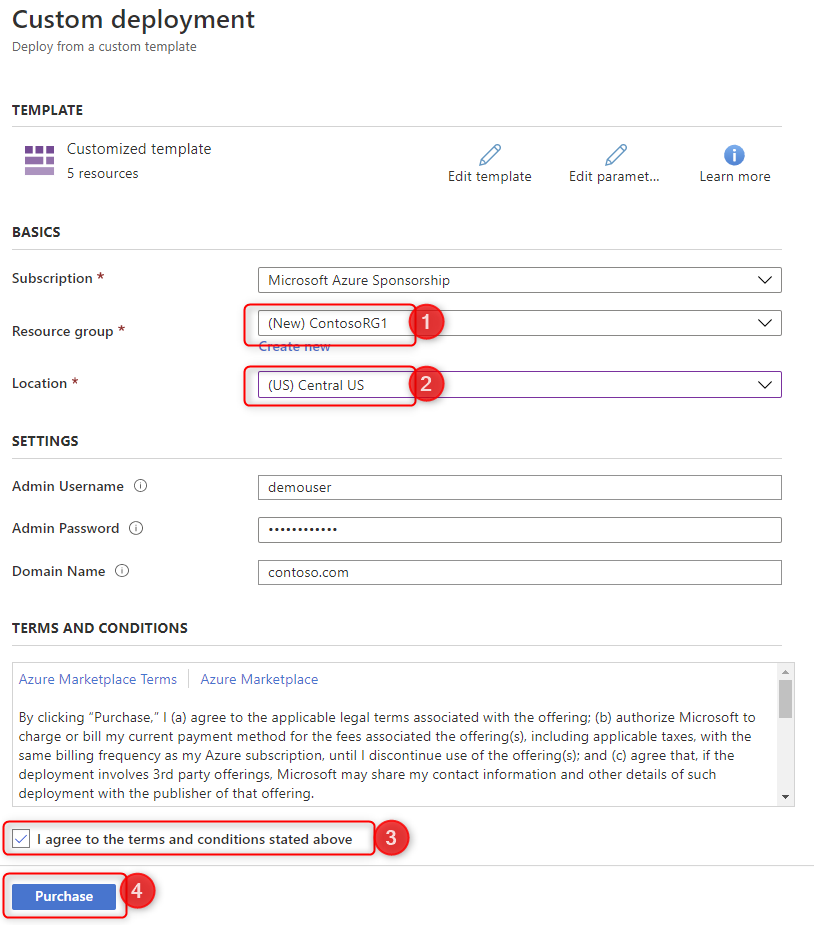 Custom deployment
Deploy from a custom template
TEMPLATE
Customized template
5 resources
Edit template
Edit paramet...
Learn more
BASICS
Subscription *
Microsoft Azure Sponsorship
Resource group *
(New) ContosoRG1
1
Create new
Location *
(US) Central US
2
SETTINGS
Admin Username
demouser
Admin Password
••••••••••••
Domain Name
contoso.com
TERMS AND CONDITIONS
Azure Marketplace Terms
Azure Marketplace
By clicking “Purchase,” I (a) agree to the applicable legal terms associated with the offering; (b) authorize Microsoft to
charge or bill my current payment method for the fees associated the offering(s), including applicable taxes, with the
same billing frequency as my Azure subscription, until I discontinue use of the offering(s); and (c) agree that, if the
deployment involves 3rd party offerings, Microsoft may share my contact information and other details of such
deployment with the publisher of that offering.
I agree to the terms and conditions stated above
3
Purchase
4